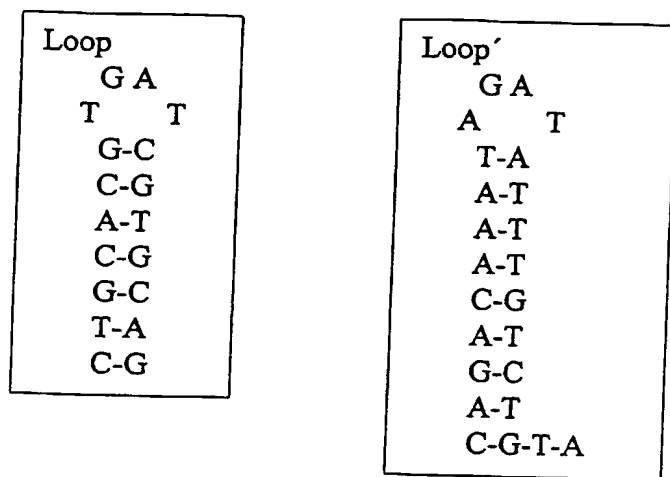 Loop
G A
T T
G-C
C-G
A-T
C-G
G-C
T-A
C-G
Loop´
G A
A T
T-A
A-T
A-T
A-T
C-G
A-T
G-C
A-T
C-G-T-A